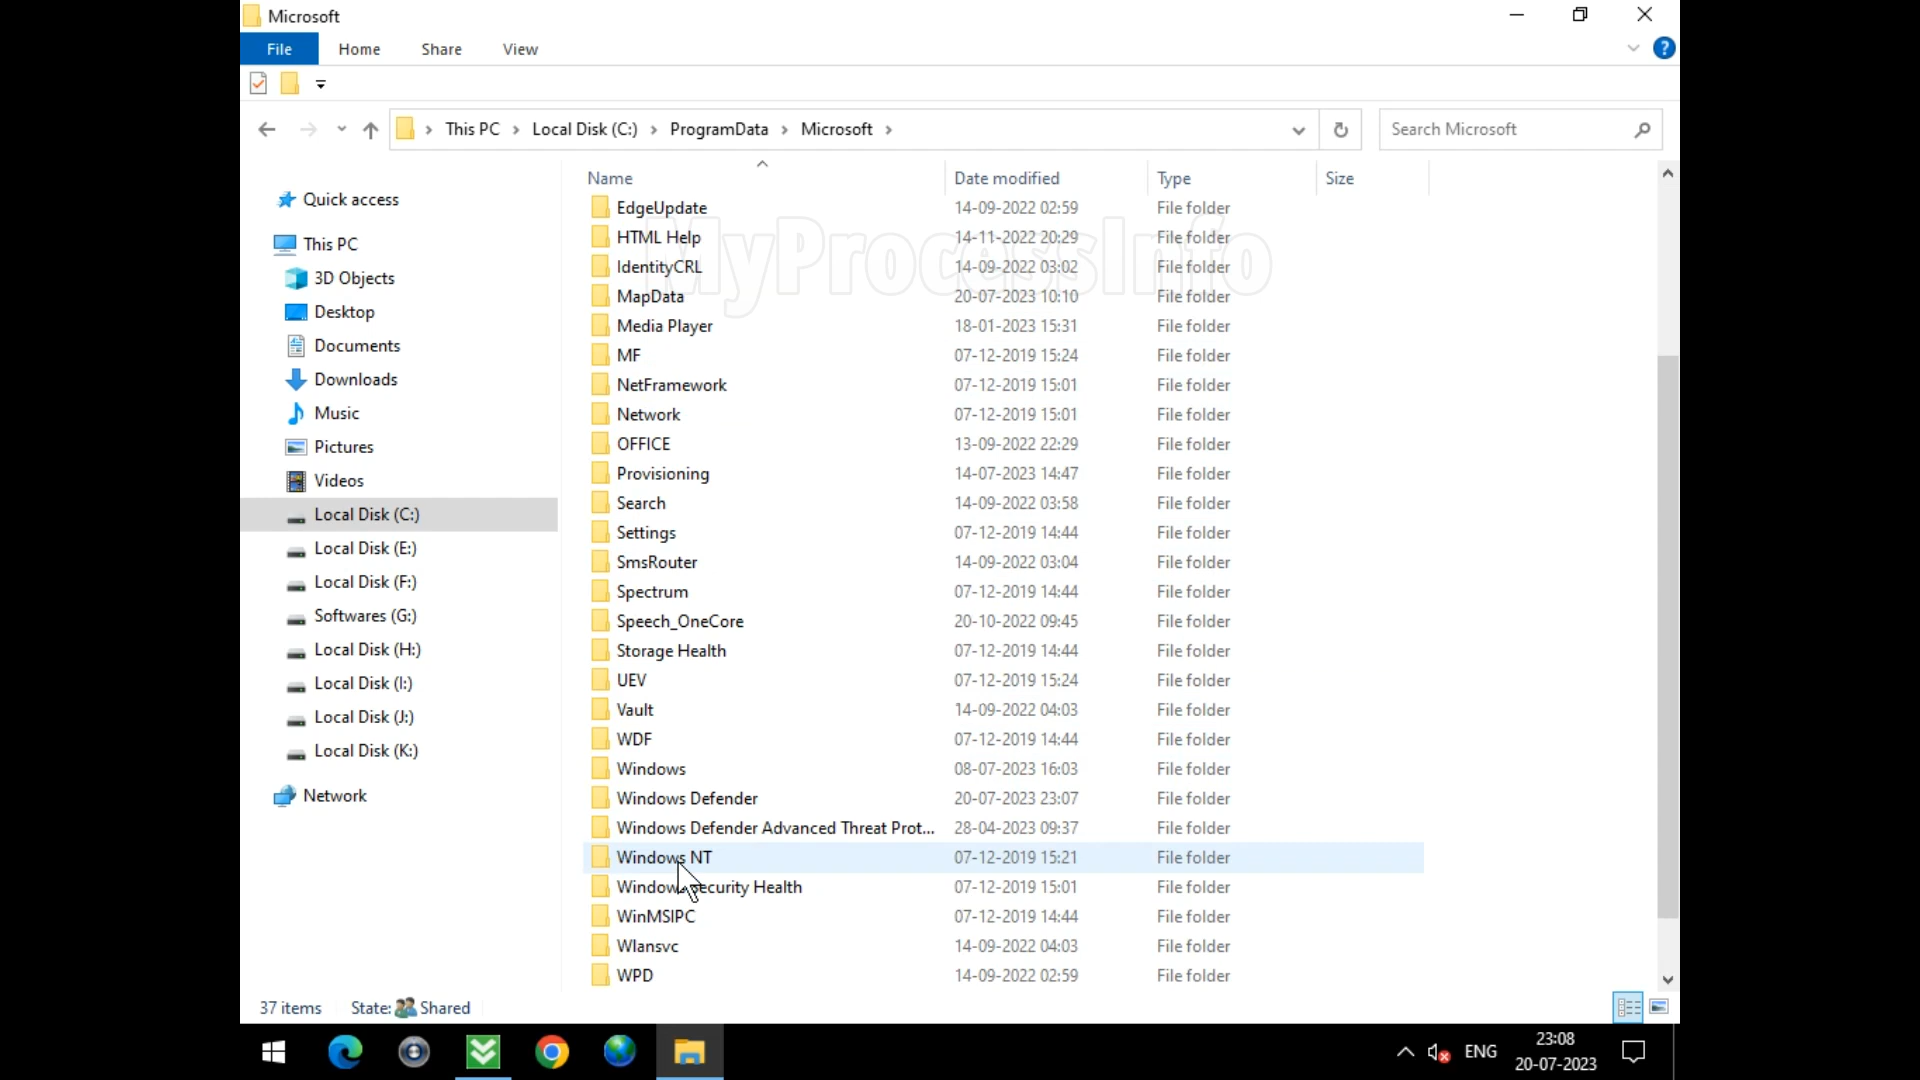 Microsoft
File Home Share View
This PC Local Disk (C:) ProgramData Microsoft
Search Microsoft
Quick access
This PC
3D Objects
Desktop
Documents
Downloads
Music
Pictures
Videos
Local Disk (C:)
Local Disk (E:)
Local Disk (F:)
Softwares (G:)
Local Disk (H:)
Local Disk (I:)
Local Disk (J:)
Local Disk (K:)
Network
Name Date modified Type Size
EdgeUpdate 14-09-2022 02:59 File folder
HTML Help 14-11-2022 20:29 File folder
MyProcessInfo
IdentityCRL 14-09-2022 03:02 File folder
MapData 20-07-2023 10:10 File folder
Media Player 18-01-2023 15:31 File folder
MF 07-12-2019 15:24 File folder
NetFramework 07-12-2019 15:01 File folder
Network 07-12-2019 15:01 File folder
OFFICE 13-09-2022 22:29 File folder
Provisioning 14-07-2023 14:47 File folder
Search 14-09-2022 03:58 File folder
Settings 07-12-2019 14:44 File folder
SmsRouter 14-09-2022 03:04 File folder
Spectrum 07-12-2019 14:44 File folder
Speech_OneCore 20-10-2022 09:45 File folder
Storage Health 07-12-2019 14:44 File folder
UEV 07-12-2019 15:24 File folder
Vault 14-09-2022 04:03 File folder
WDF 07-12-2019 14:44 File folder
Windows 08-07-2023 16:03 File folder
Windows Defender 20-07-2023 23:07 File folder
Windows Defender Advanced Threat Prot... 28-04-2023 09:37 File folder
Windows NT 07-12-2019 15:21 File folder
Windows Security Health 07-12-2019 15:01 File folder
WinMSIPC 07-12-2019 14:44 File folder
Wlansvc 14-09-2022 04:03 File folder
WPD 14-09-2022 02:59 File folder
37 items State: Shared
ENG 23:08
20-07-2023